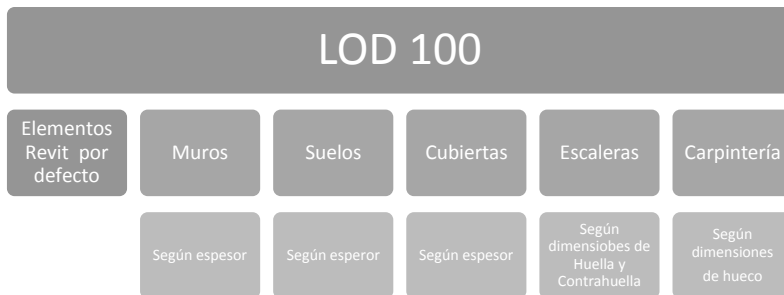 LOD 100
Elementos
Revit por
defecto
Muros
Suelos
Cubiertas
Escaleras
Carpintería
Según espesor
Según esperor
Según espesor
Según
dimensiobes de
Huella y
Contrahuella
Según
dimensiones
de hueco